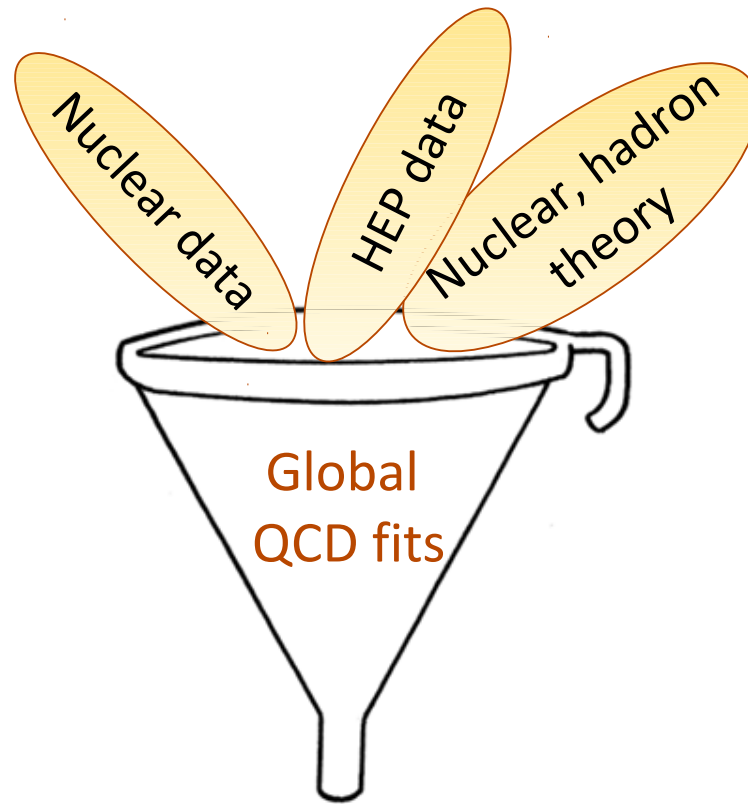 Nuclear data
HEP data
Nuclear, hadron
theory
Global
QCD fits